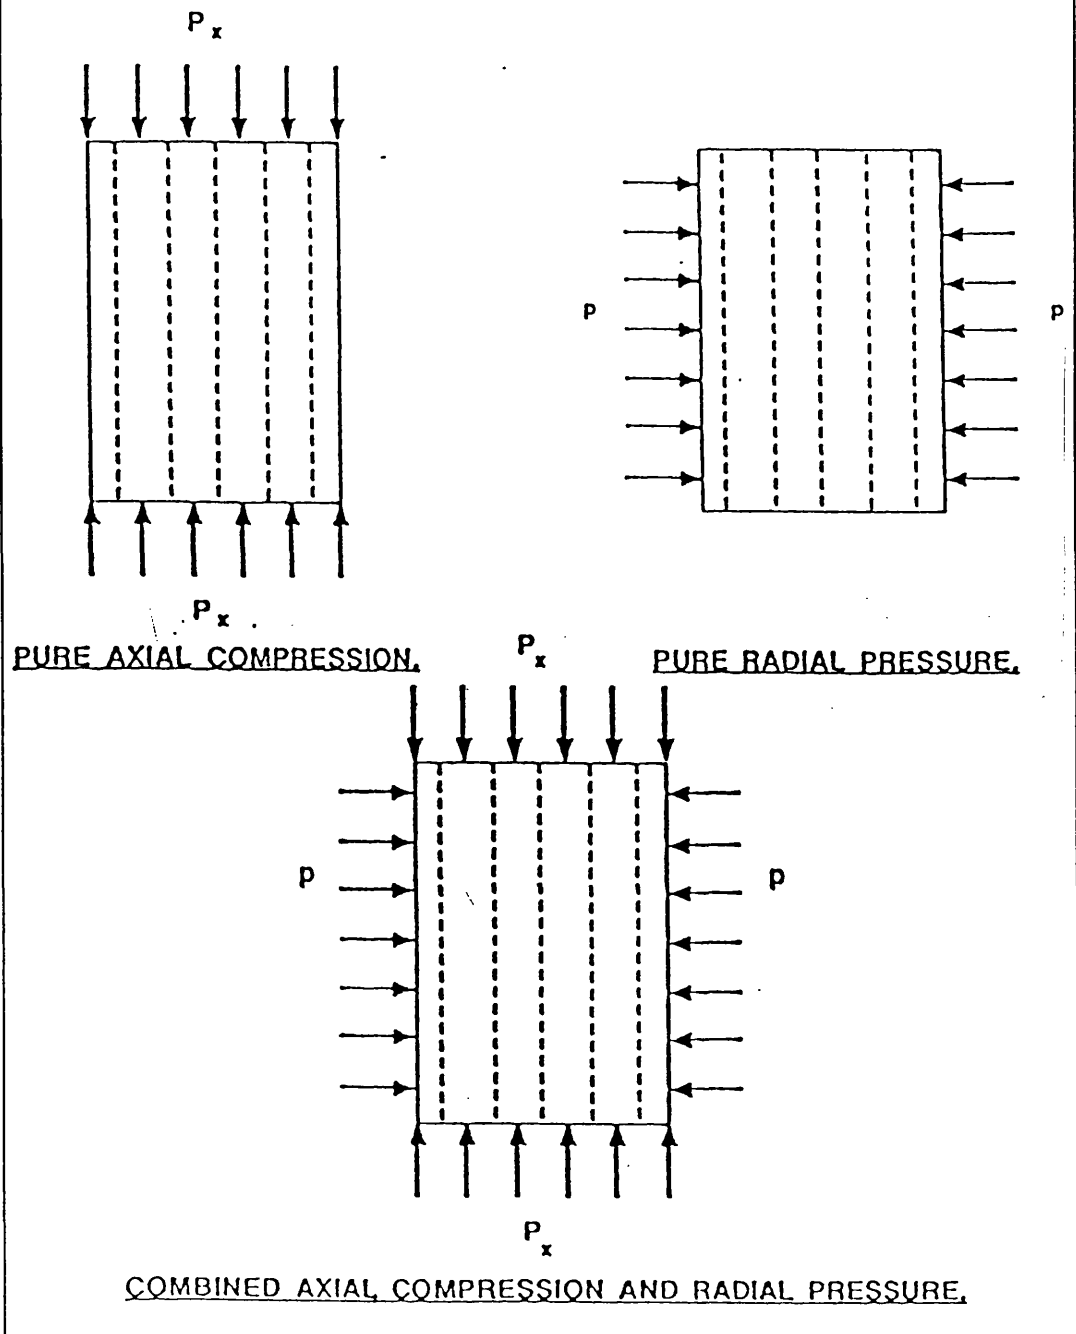 P x
p
p
P x
PURE AXIAL COMPRESSION.
PURE RADIAL PRESSURE.
P x
p
p
P x
COMBINED AXIAL COMPRESSION AND RADIAL PRESSURE.